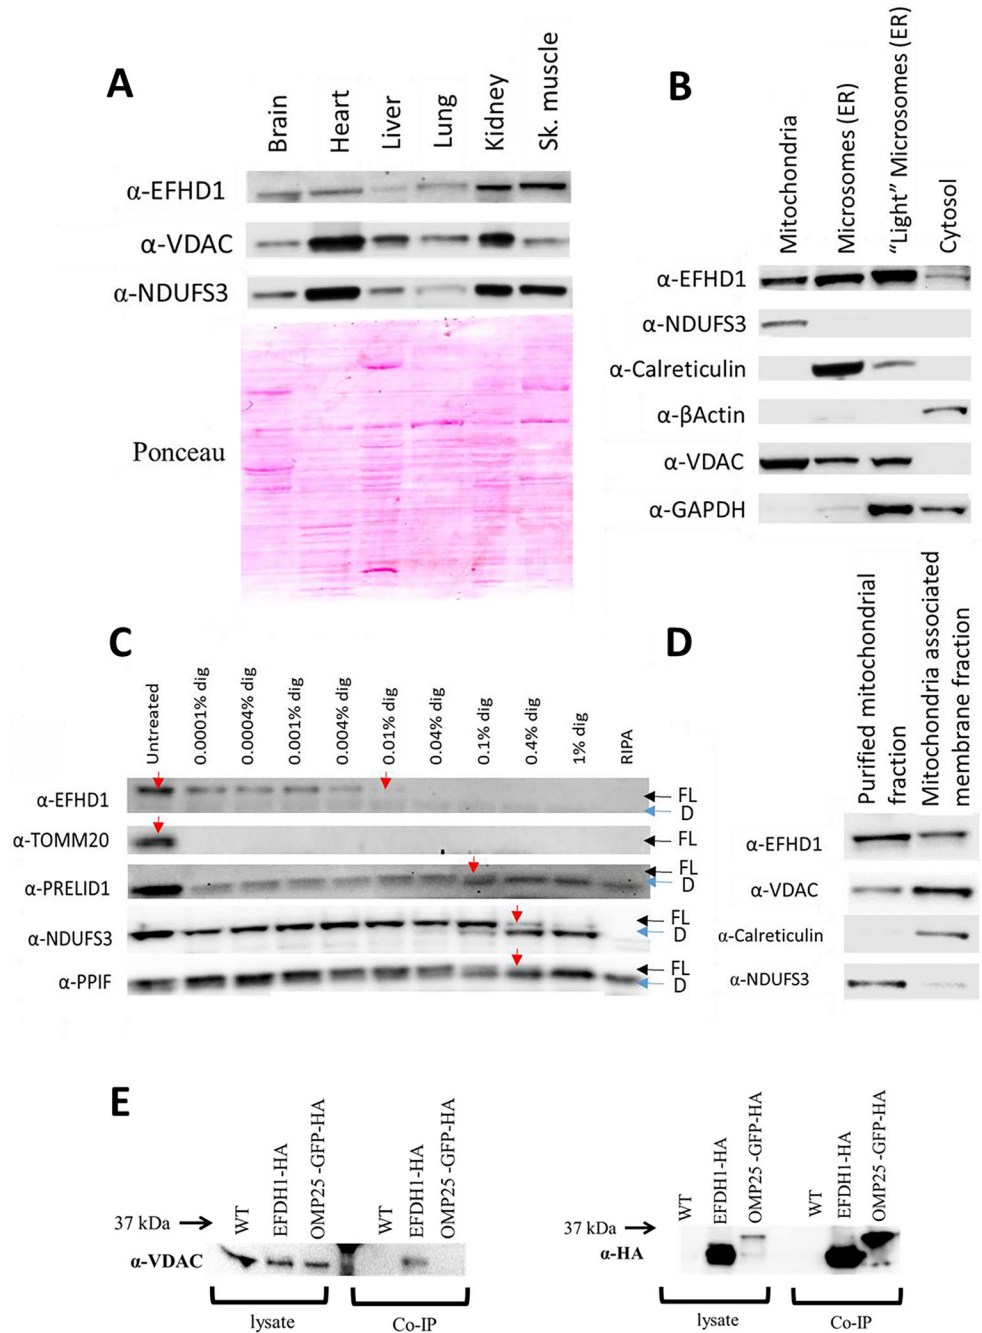 A
Brain
Heart
Liver
Lung
Kidney
Sk. muscle
α-EFHD1
α-VDAC
α-NDUFS3
Ponceau
B
Mitochondria
Microsomes (ER)
“Light” Microsomes (ER)
Cytosol
α-EFHD1
α-NDUFS3
α-Calreticulin
α-βActin
α-VDAC
α-GAPDH
C
Untreated
0.0001% dig
0.0004% dig
0.001% dig
0.004% dig
0.01% dig
0.04% dig
0.1% dig
0.4% dig
1% dig
RIPA
α-EFHD1
FL
D
α-TOMM20
FL
α-PRELID1
FL
D
α-NDUFS3
FL
D
α-PPIF
FL
D
D
Purified mitochondrial
fraction
Mitochondria associated
membrane fraction
α-EFHD1
α-VDAC
α-Calreticulin
α-NDUFS3
E
37 kDa
WT
EFDH1-HA
OMP25 -GFP-HA
WT
EFDH1-HA
OMP25 -GFP-HA
α-VDAC
lysate
Co-IP
37 kDa
WT
EFDH1-HA
OMP25 -GFP-HA
WT
EFDH1-HA
OMP25 -GFP-HA
α-HA
lysate
Co-IP